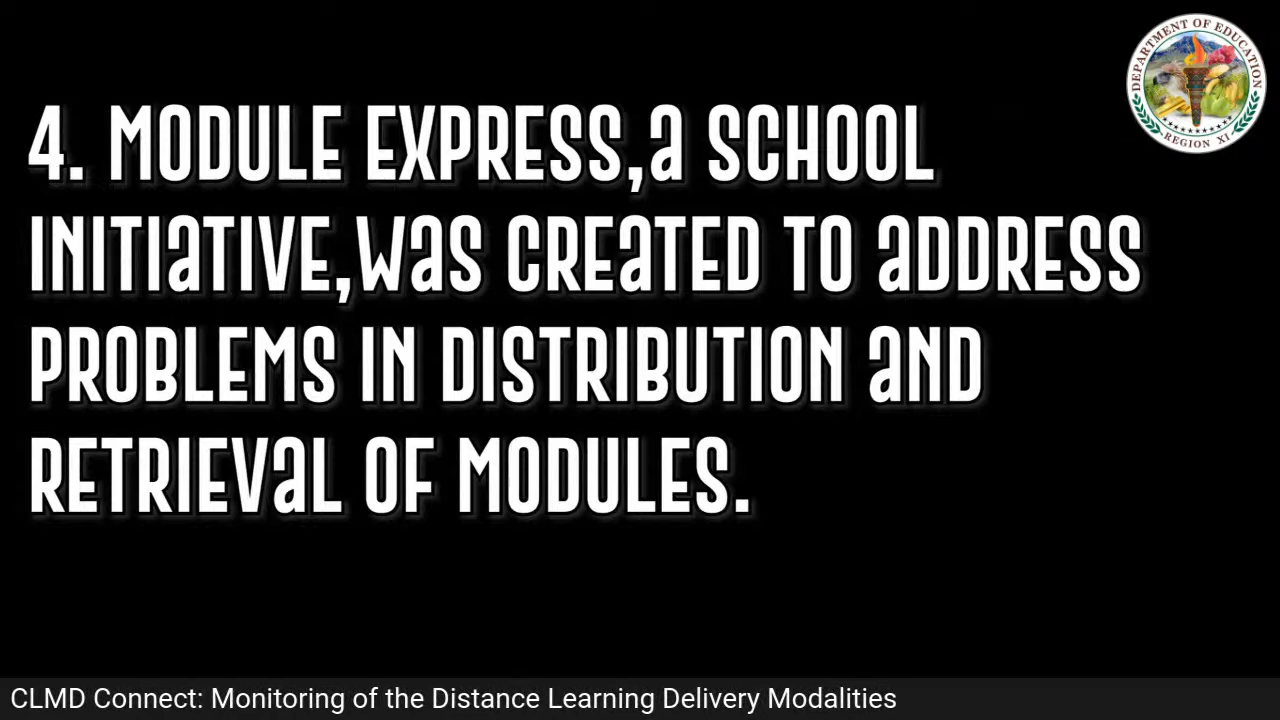 4. MODULE EXPRESS,a SCHOOL
INITIaTIVE,WaS CREaTED TO aDDRESS
PROBLEMS IN DISTRIBUTION aND
RETRIEVaL OF MODULES.
DEPARTMENT OF EDUCATION
REGION XI
CLMD Connect: Monitoring of the Distance Learning Delivery Modalities